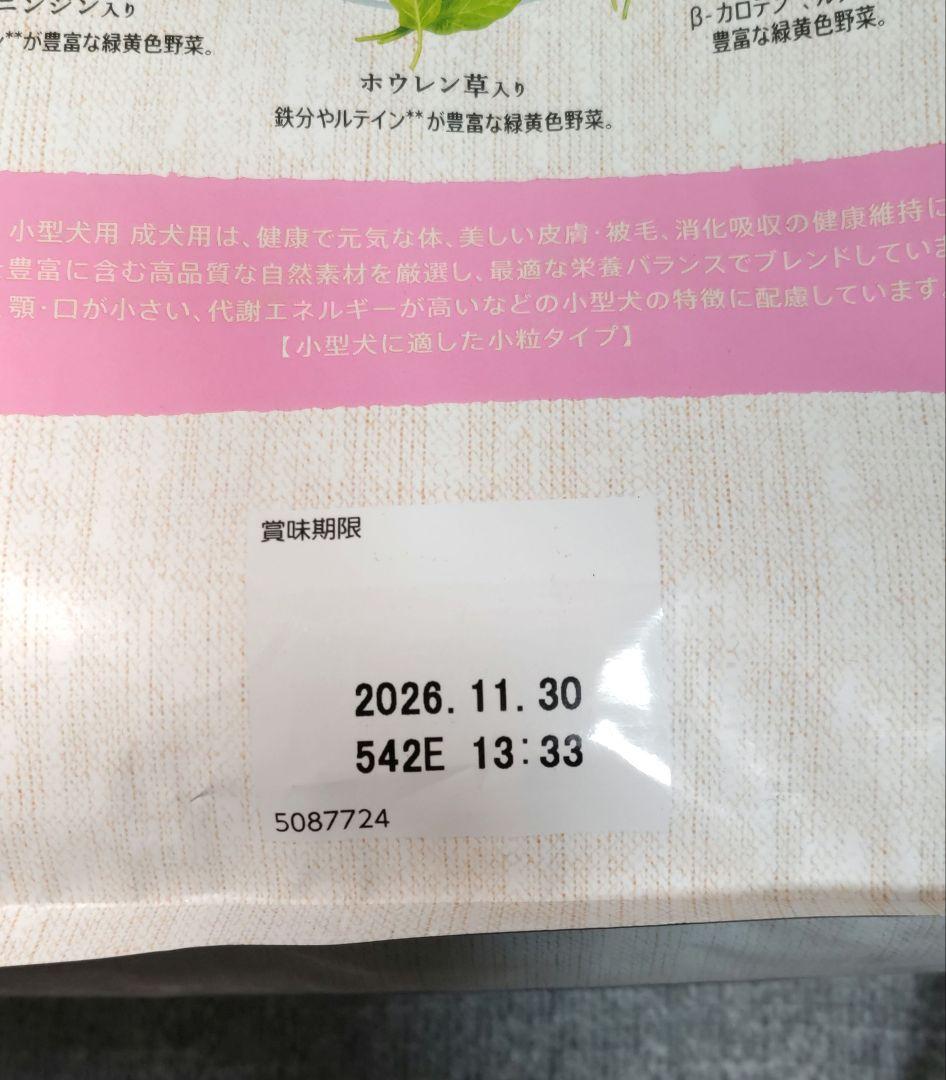 ニンジン入り
**が豊富な緑黄色野菜。
ホウレン草入り
鉄分やルテイン**が豊富な緑黄色野菜。
β-カロテン
豊富な緑黄色野菜。
小型犬用 成犬用は、健康で元気な体、美しい皮膚・被毛、消化吸収の健康維持に
豊富に含む高品質な自然素材を厳選し、最適な栄養バランスでブレンドしていま
顎・口が小さい、代謝エネルギーが高いなどの小型犬の特徴に配慮しています
【小型犬に適した小粒タイプ】
賞味期限
2026.11.30
542E 13:33
5087724